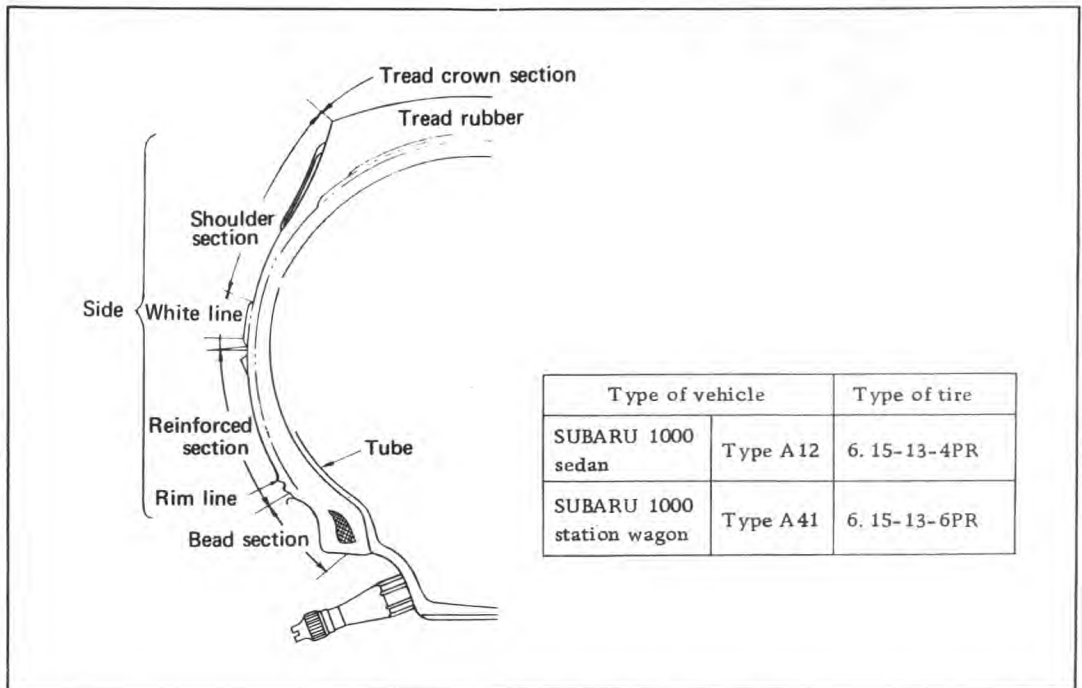 Tread crown section
Tread rubber
Shoulder
section
Side
White line
Reinforced
section
Tube
Rim line
Bead section
Type of vehicle Type of tire
SUBARU 1000
sedan
Type A12 6.15-13-4PR
SUBARU 1000
station wagon
Type A41 6.15-13-6PR